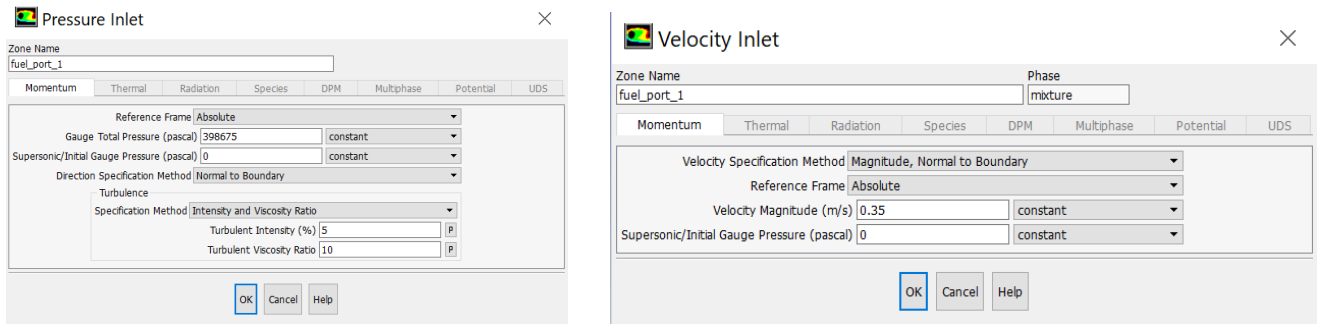 Pressure Inlet
Zone Name
fuel_port_1
Momentum Thermal Radiation Species DPM Multiphase Potential UDS
Reference Frame Absolute
Gauge Total Pressure (pascal) 398675 constant
Supersonic/Initial Gauge Pressure (pascal) 0 constant
Direction Specification Method Normal to Boundary
Turbulence
Specification Method Intensity and Viscosity Ratio
Turbulent Intensity (%) 5 P
Turbulent Viscosity Ratio 10 P
OK Cancel Help
Velocity Inlet
Zone Name Phase
fuel_port_1 mixture
Momentum Thermal Radiation Species DPM Multiphase Potential UDS
Velocity Specification Method Magnitude, Normal to Boundary
Reference Frame Absolute
Velocity Magnitude (m/s) 0.35 constant
Supersonic/Initial Gauge Pressure (pascal) 0 constant
OK Cancel Help